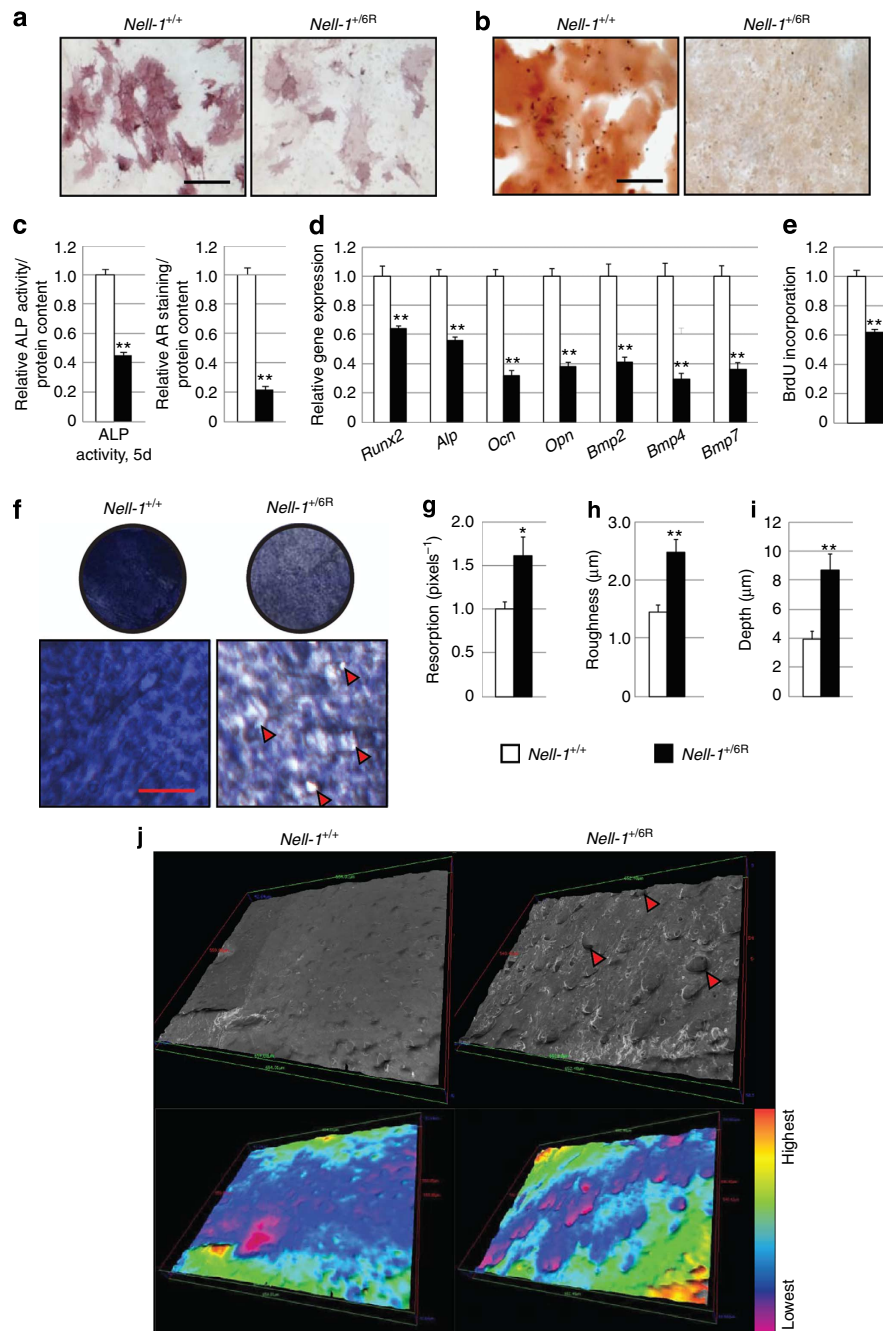 a
Nell-1+/+
Nell-1+/6R
b
Nell-1+/+
Nell-1+/6R
c
Relative ALP activity/
protein content
1.2
1.0
0.8
0.6
0.4
0.2
0
**
ALP
activity, 5d
Relative AR staining/
protein content
1.2
1.0
0.8
0.6
0.4
0.2
0
**
d
Relative gene expression
1.2
1.0
0.8
0.6
0.4
0.2
0
**
**
**
**
**
**
**
Runx2
Alp
Ocn
Opn
Bmp2
Bmp4
Bmp7
e
BrdU incorporation
1.2
1.0
0.8
0.6
0.4
0.2
0
**
f
Nell-1+/+
Nell-1+/6R
g
Resorption (pixels−1)
2.0
1.5
1.0
0.5
0
*
h
Roughness (μm)
3.0
2.0
1.0
0
**
i
Depth (μm)
12
10
8
6
4
2
0
**
Nell-1+/+
Nell-1+/6R
j
Nell-1+/+
Nell-1+/6R
Highest
Lowest